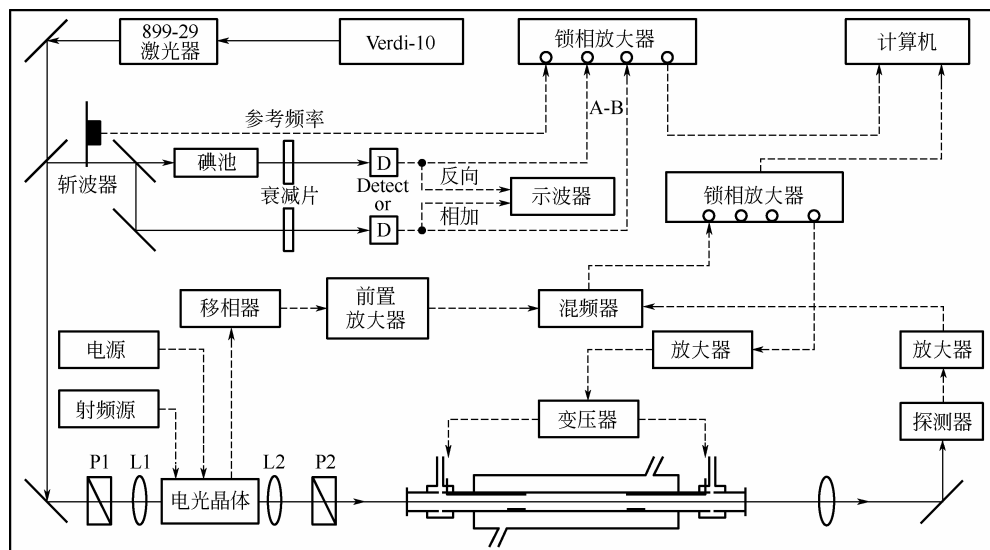 899-29
激光器
Verdi-10
锁相放大器
计算机
参考频率
A-B
斩波器
碘池
衰减片
D
Detect
or
D
反向
相加
示波器
锁相放大器
移相器
前置
放大器
混频器
电源
放大器
放大器
射频源
变压器
探测器
P1
L1
电光晶体
L2
P2